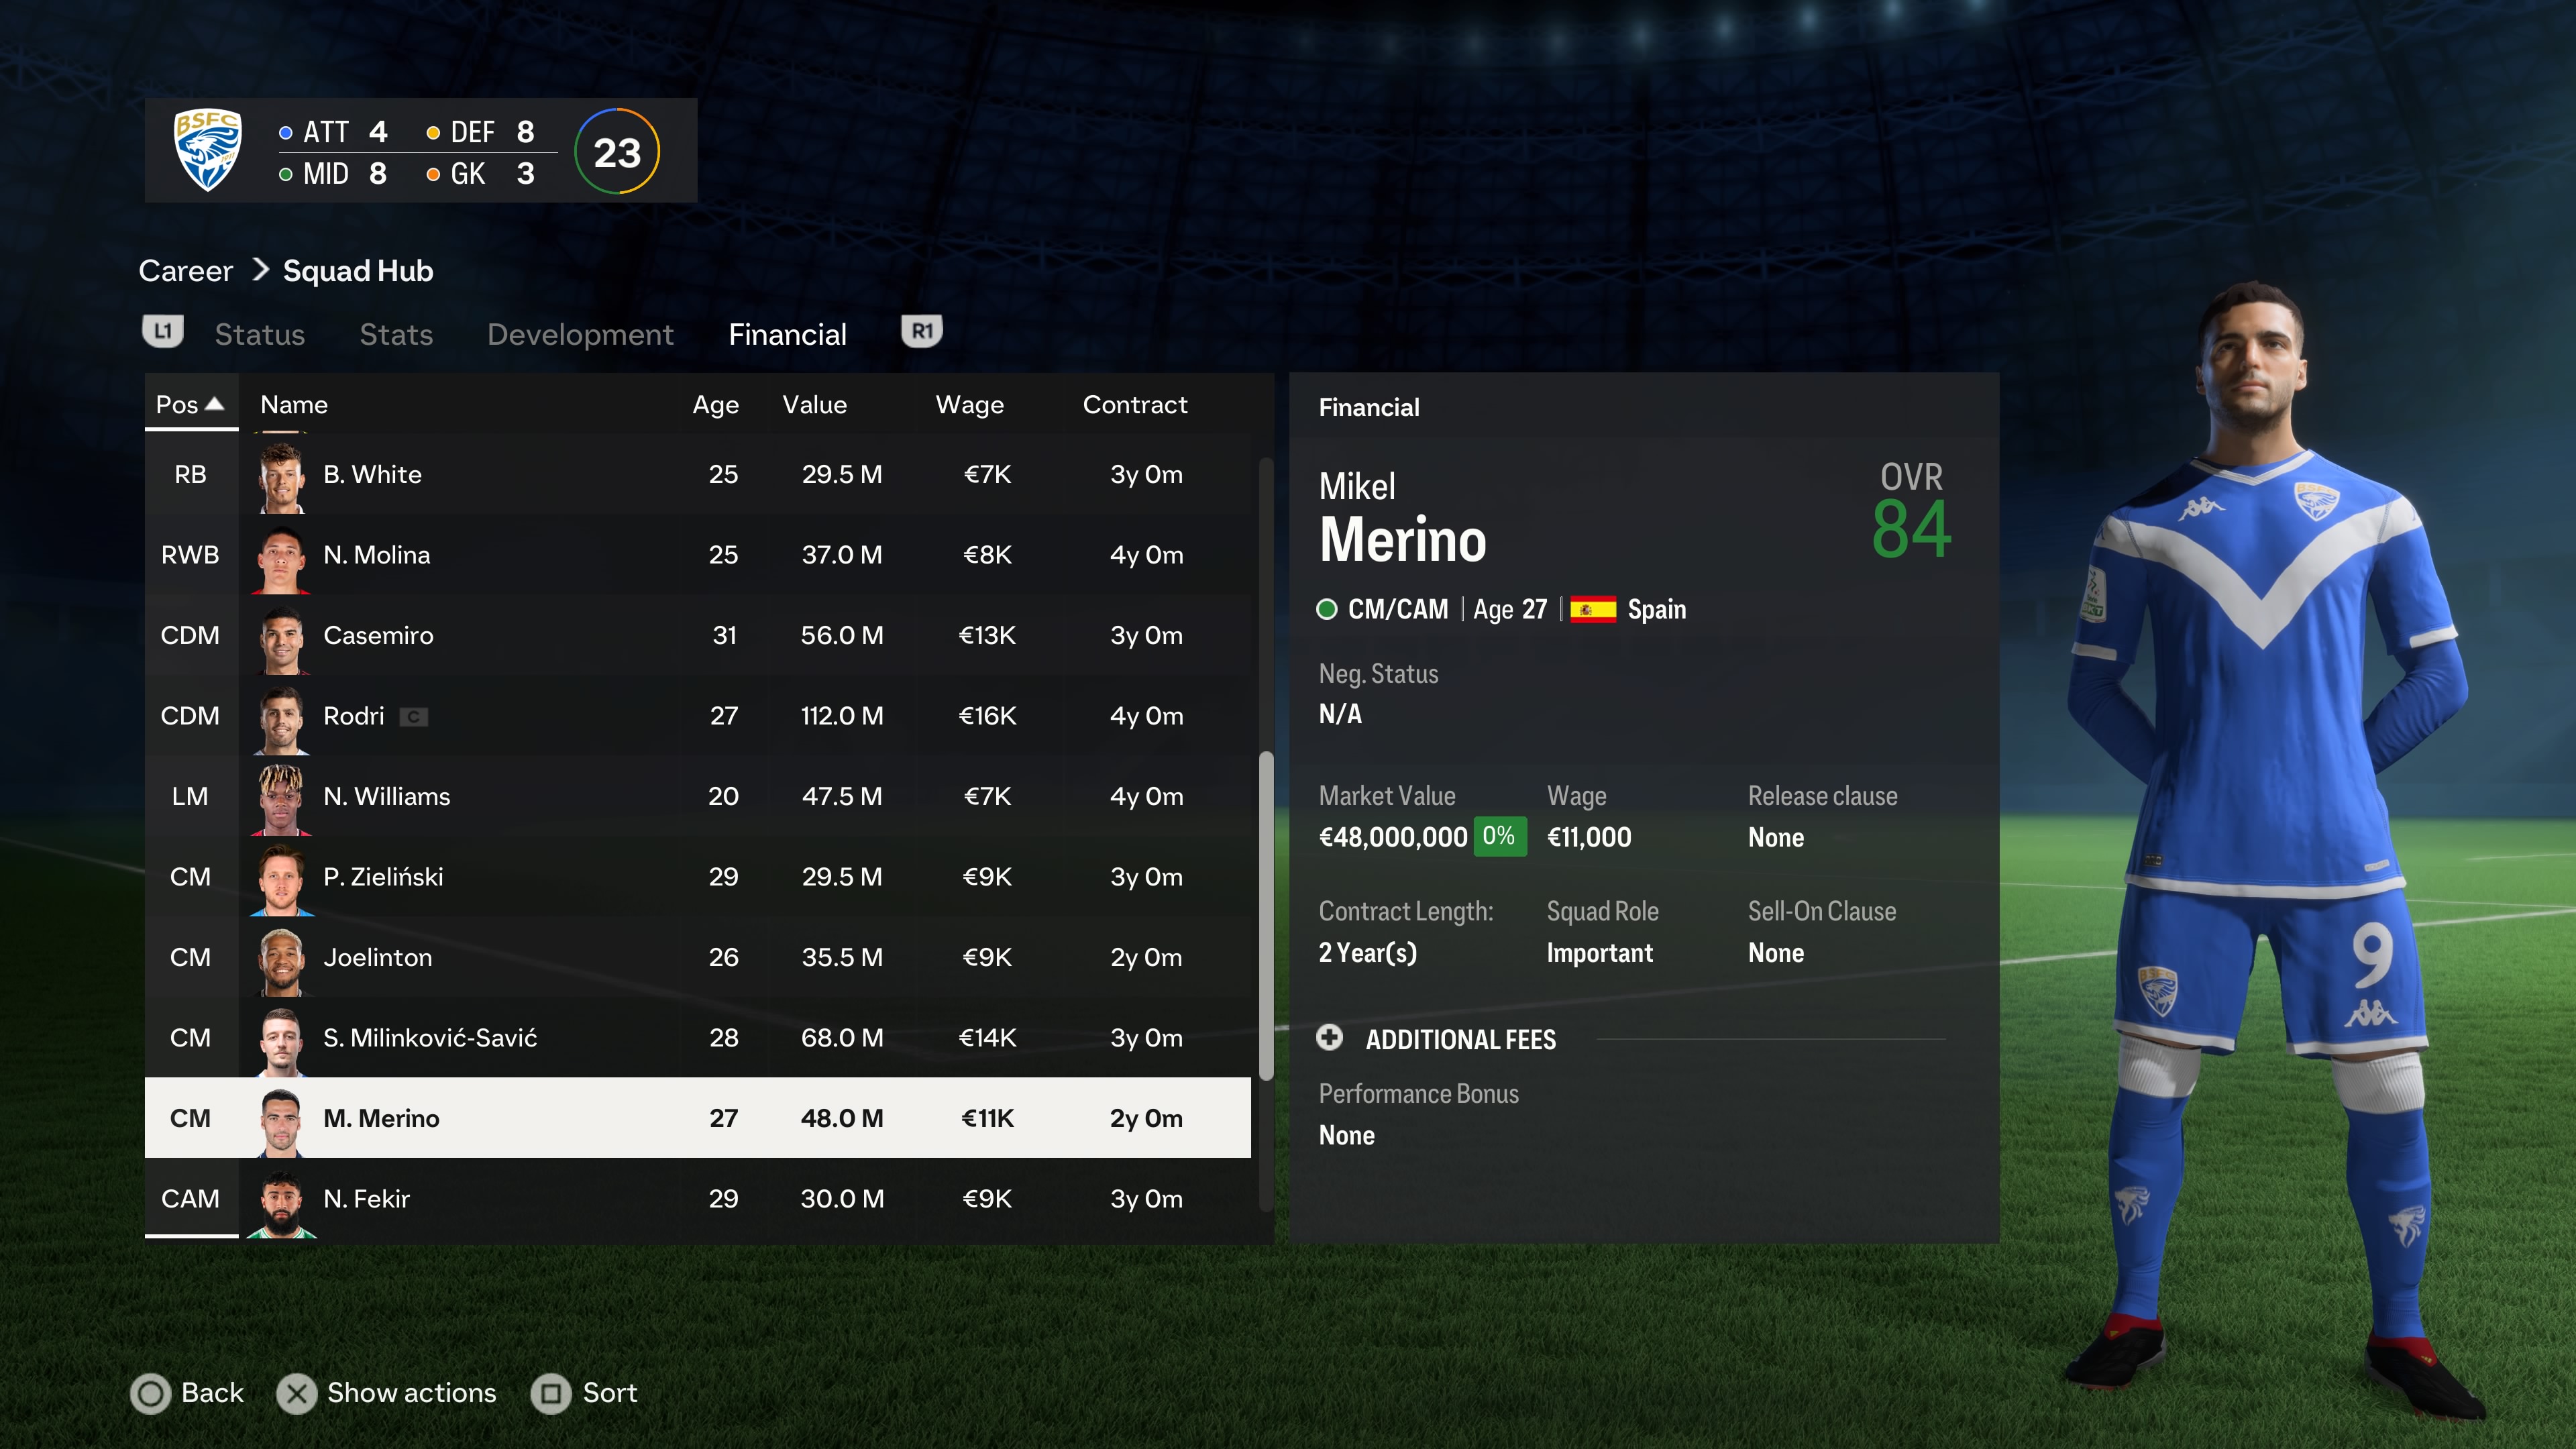 BSFC
ATT 4 DEF 8
MID 8 GK 3
23
Career > Squad Hub
L1 Status Stats Development Financial R1
Pos Name Age Value Wage Contract
RB B. White 25 29.5 M €7K 3y 0m
RWB N. Molina 25 37.0 M €8K 4y 0m
CDM Casemiro 31 56.0 M €13K 3y 0m
CDM Rodri C 27 112.0 M €16K 4y 0m
LM N. Williams 20 47.5 M €7K 4y 0m
CM P. Zieliński 29 29.5 M €9K 3y 0m
CM Joelinton 26 35.5 M €9K 2y 0m
CM S. Milinković-Savić 28 68.0 M €14K 3y 0m
CM M. Merino 27 48.0 M €11K 2y 0m
CAM N. Fekir 29 30.0 M €9K 3y 0m
Financial
Mikel
Merino
OVR
84
CM/CAM | Age 27 | Spain
Neg. Status
N/A
Market Value Wage Release clause
€48,000,000 0% €11,000 None
Contract Length: Squad Role Sell-On Clause
2 Year(s) Important None
ADDITIONAL FEES
Performance Bonus
None
BSFC
9
BSFC
Back Show actions Sort